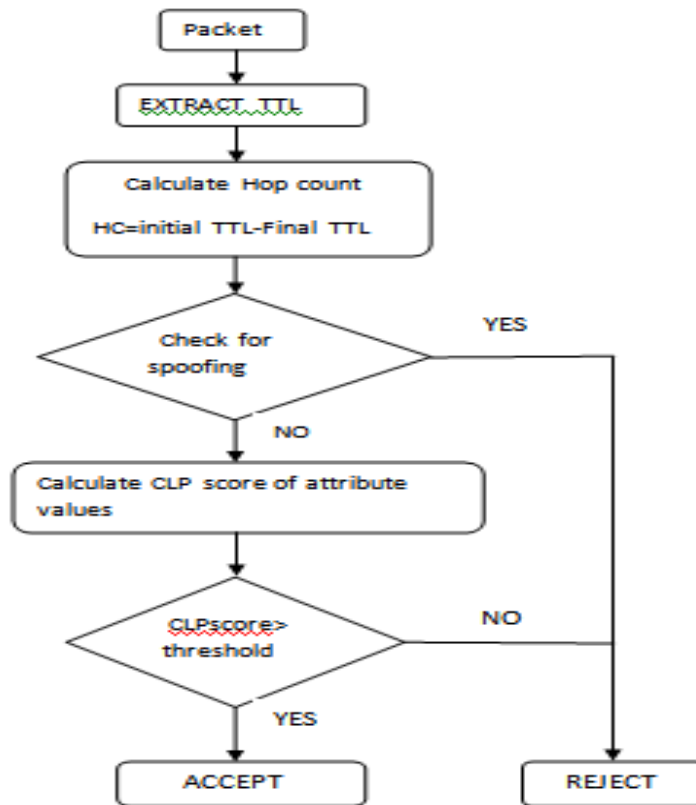 Packet
EXTRACT TTL
Calculate Hop count
HC=initial TTL-Final TTL
YES
Check for
spoofing
NO
Calculate CLP score of attribute
values
CLPscore>
threshold
NO
YES
ACCEPT
REJECT